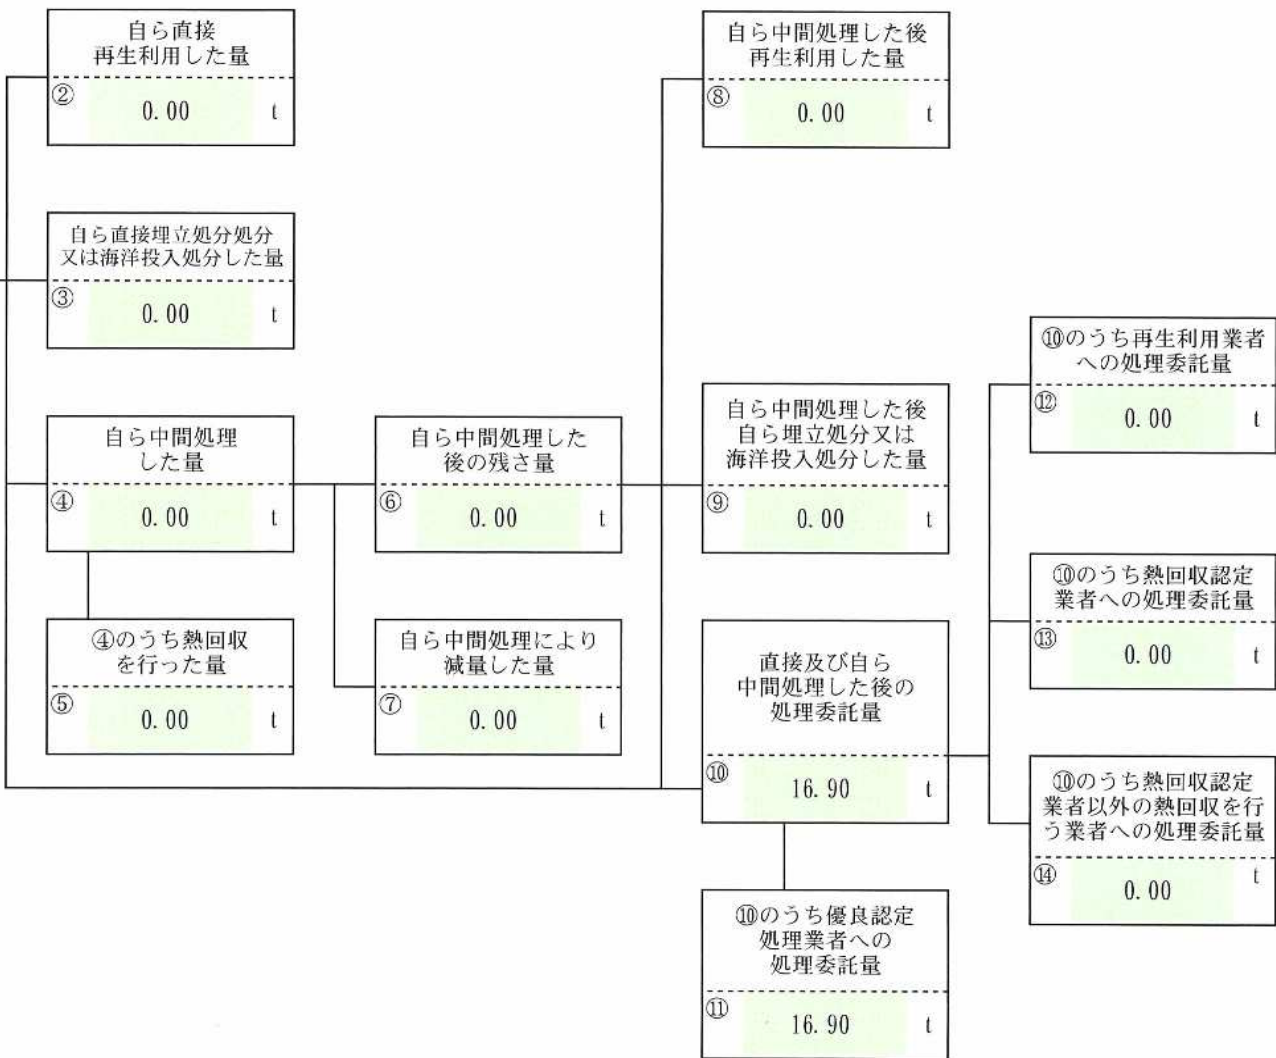 自ら直接
再生利用した量
② 0.00 t
自ら直接埋立処分処分
又は海洋投入処分した量
③ 0.00 t
自ら中間処理
した量
④ 0.00 t
④のうち熱回収
を行った量
⑤ 0.00 t
自ら中間処理した
後の残さ量
⑥ 0.00 t
自ら中間処理により
減量した量
⑦ 0.00 t
自ら中間処理した後
再生利用した量
⑧ 0.00 t
自ら中間処理した後
自ら埋立処分又は
海洋投入処分した量
⑨ 0.00 t
直接及び自ら
中間処理した後の
処理委託量
⑩ 16.90 t
⑩のうち優良認定
処理業者への
処理委託量
⑪ 16.90 t
⑩のうち再生利用業者
への処理委託量
⑫ 0.00 t
⑩のうち熱回収認定
業者への処理委託量
⑬ 0.00 t
⑩のうち熱回収認定
業者以外の熱回収を行
う業者への処理委託量
⑭ 0.00 t